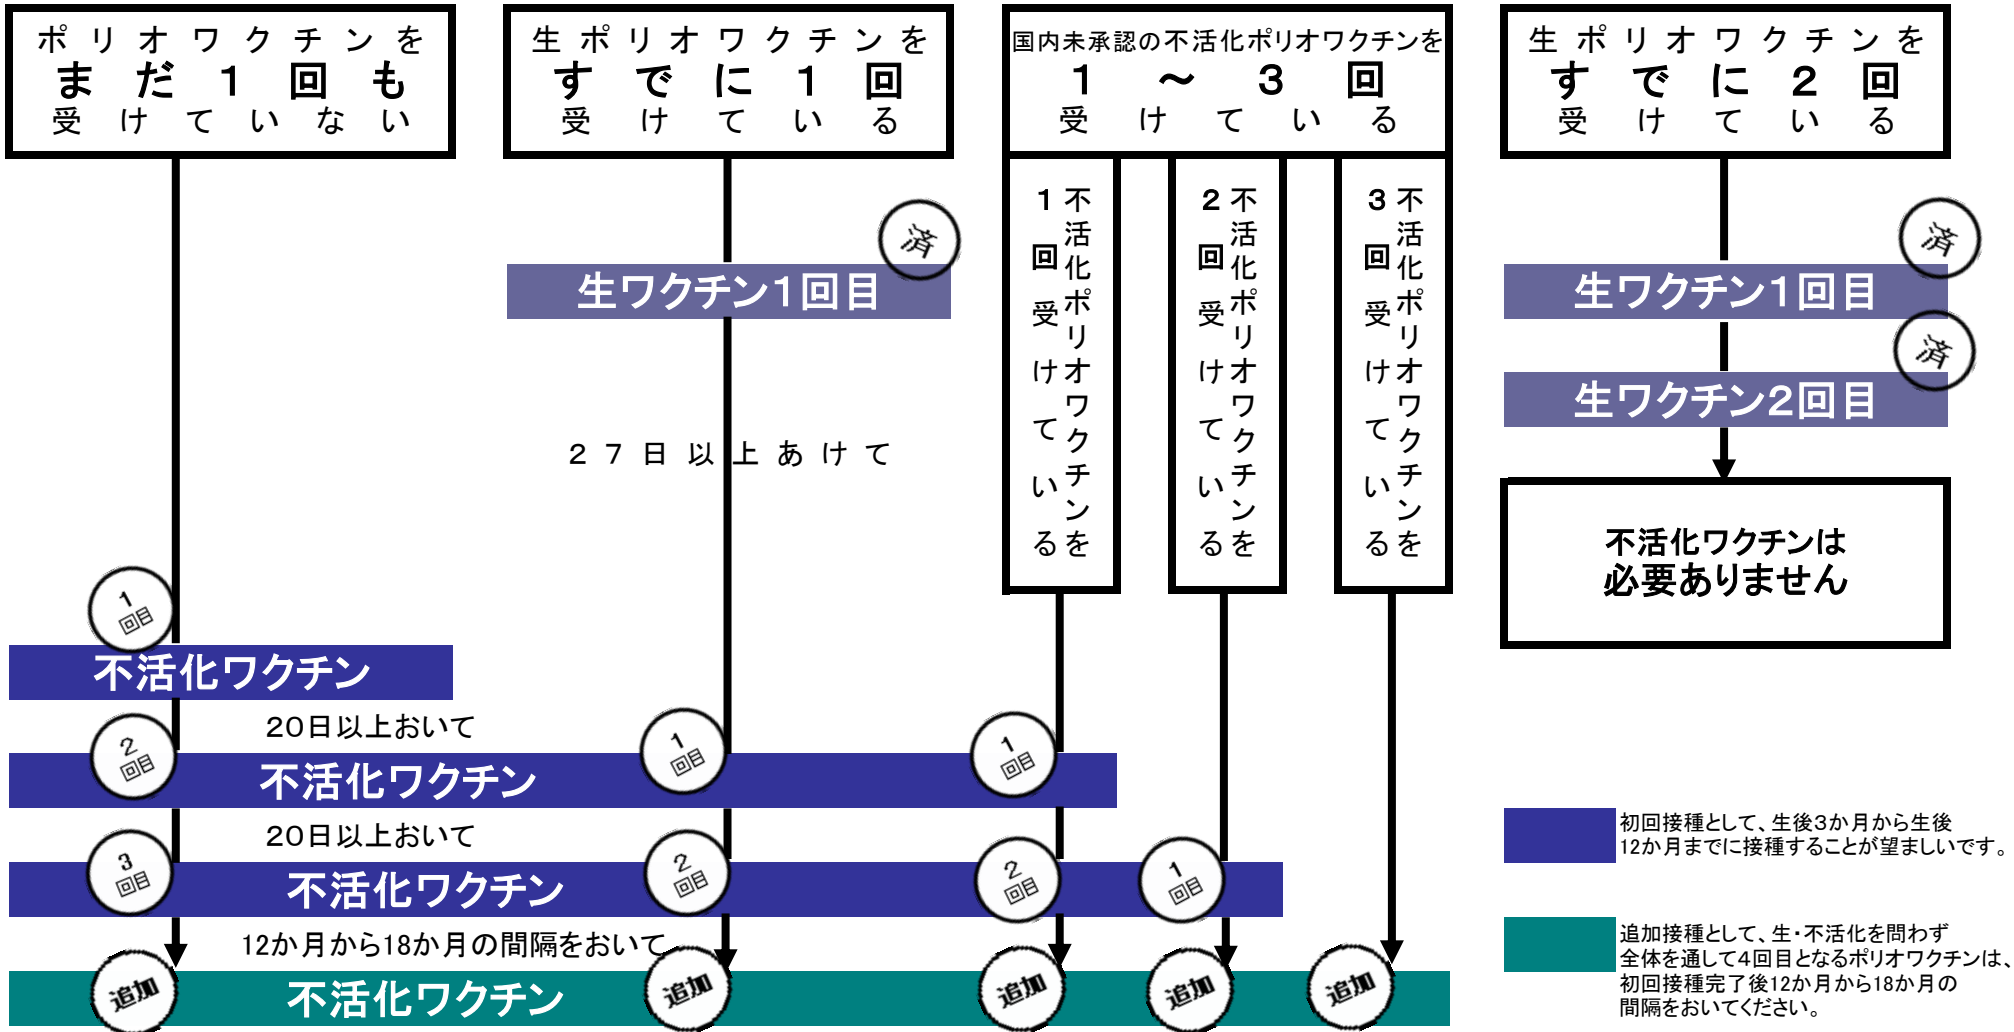 ポリオワクチンを
まだ１回も
受けていない
生ポリオワクチンを
すでに１回
受けている
国内未承認の不活化ポリオワクチンを
１～３回
受けている
生ポリオワクチンを
すでに２回
受けている
不活化ポリオワクチンを
１回受けている
不活化ポリオワクチンを
２回受けている
不活化ポリオワクチンを
３回受けている
済
生ワクチン１回目
済
生ワクチン１回目
済
生ワクチン２回目
２７日以上あけて
不活化ワクチンは
必要ありません
1
回目
不活化ワクチン
20日以上おいて
2
回目
1
回目
1
回目
不活化ワクチン
20日以上おいて
3
回目
2
回目
2
回目
1
回目
不活化ワクチン
12か月から18か月の間隔をおいて
追加
追加
追加
追加
追加
不活化ワクチン
初回接種として、生後3か月から生後
12か月までに接種することが望ましいです。
追加接種として、生・不活化を問わず
全体を通して4回目となるポリオワクチンは、
初回接種完了後12か月から18か月の
間隔をおいてください。